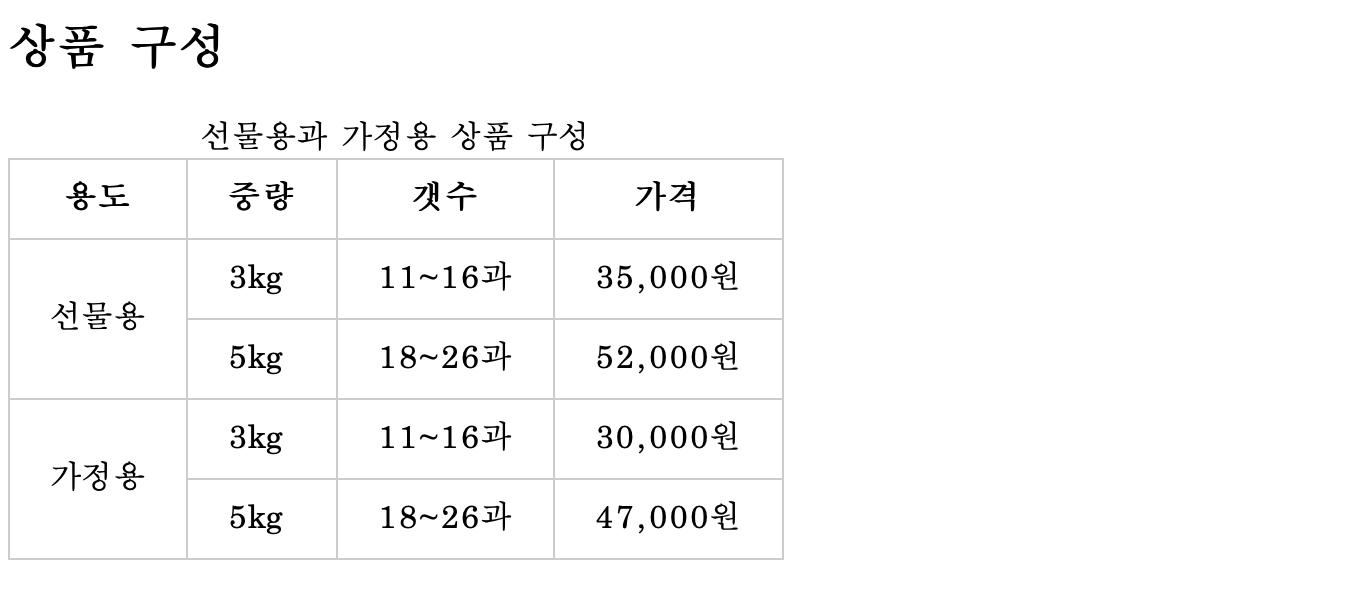 상품 구성
선물용과 가정용 상품 구성
용도 중량 갯수 가격
선물용 3kg 11~16과 35,000원
5kg 18~26과 52,000원
가정용 3kg 11~16과 30,000원
5kg 18~26과 47,000원